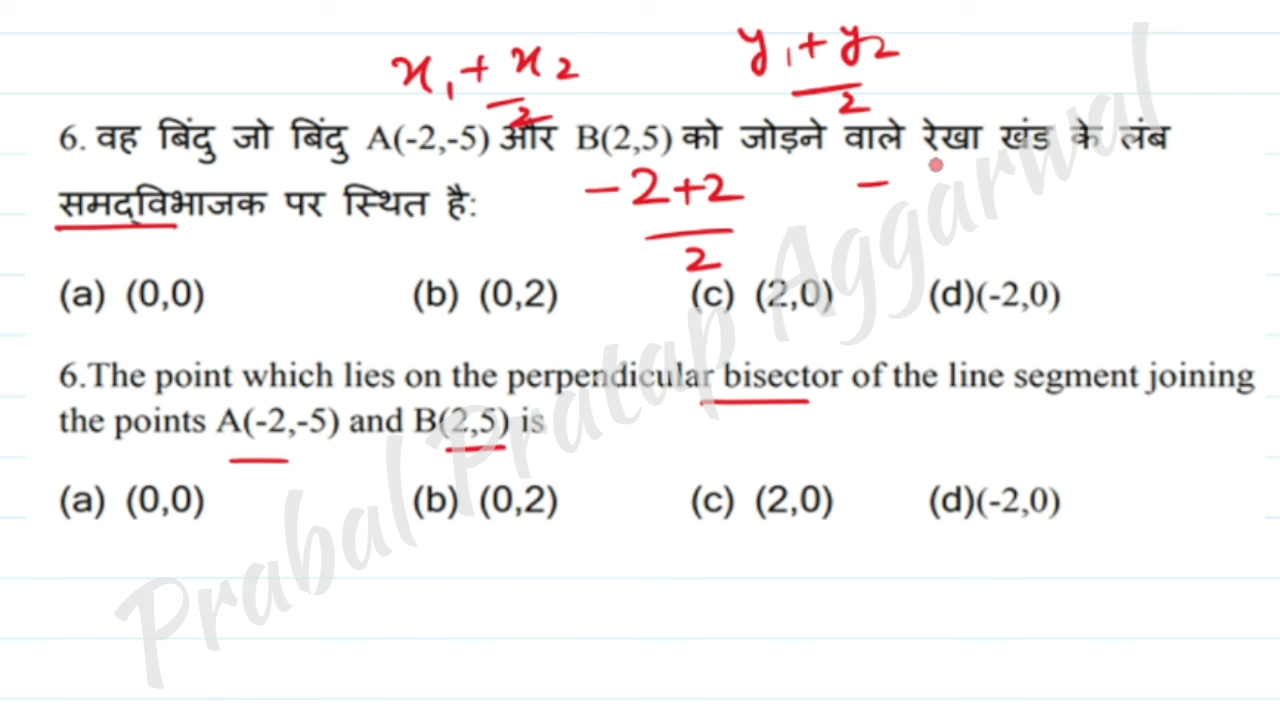 x₁ + x₂ / 2    y₁ + y₂ / 2
6. वह बिंदु जो बिंदु A(-2,-5) और B(2,5) को जोड़ने वाले रेखा खंड के लंब
समद्विभाजक पर स्थित है:
-2+2 / 2    -
(a) (0,0) (b) (0,2) (c) (2,0) (d)(-2,0)
6.The point which lies on the perpendicular bisector of the line segment joining
the points A(-2,-5) and B(2,5) is
(a) (0,0) (b) (0,2) (c) (2,0) (d)(-2,0)
Prabal Pratap Aggarwal